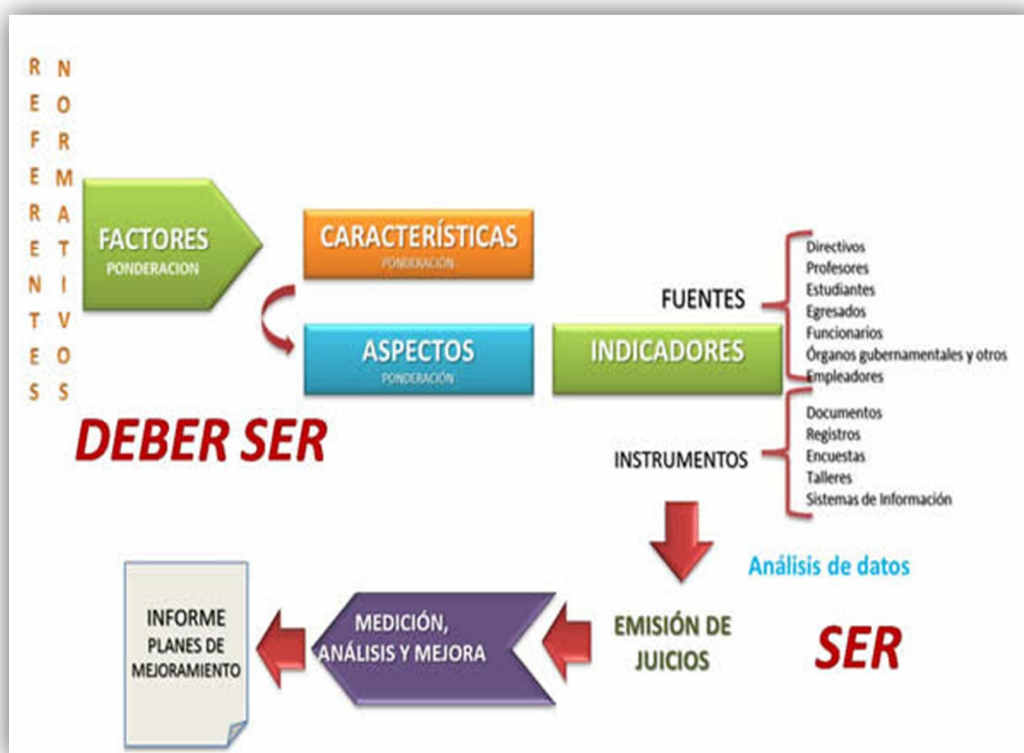 REFERENTES
NORMATIVOS
FACTORES
PONDERACION
CARACTERÍSTICAS
PONDERACIÓN
ASPECTOS
PONDERACIÓN
INDICADORES
FUENTES
Directivos
Profesores
Estudiantes
Egresados
Funcionarios
Órganos gubernamentales y otros
Empleadores
DEBER SER
INSTRUMENTOS
Documentos
Registros
Encuestas
Talleres
Sistemas de Información
Análisis de datos
SER
EMISIÓN DE
JUICIOS
MEDICIÓN,
ANÁLISIS Y MEJORA
INFORME
PLANES DE
MEJORAMIENTO